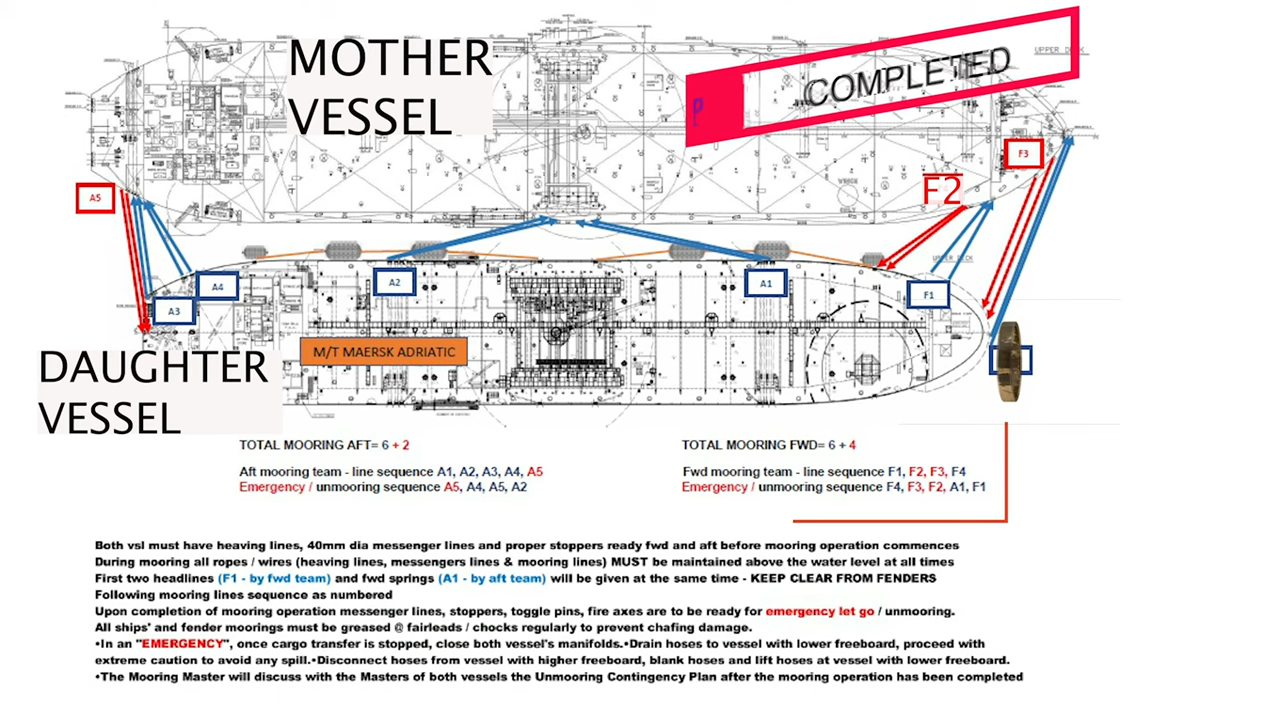 MOTHER
VESSEL
P
COMPLETED
UPPER DECK
F3
A5
F2
UPPER DECK
A4
A2
A1
F1
A3
M/T MAERSK ADRIATIC
DAUGHTER
VESSEL
TOTAL MOORING AFT= 6 + 2
TOTAL MOORING FWD= 6 + 4
Aft mooring team - line sequence A1, A2, A3, A4, A5
Emergency / unmooring sequence A5, A4, A5, A2
Fwd mooring team - line sequence F1, F2, F3, F4
Emergency / unmooring sequence F4, F3, F2, A1, F1
Both vsl must have heaving lines, 40mm dia messenger lines and proper stoppers ready fwd and aft before mooring operation commences
During mooring all ropes / wires (heaving lines, messengers lines & mooring lines) MUST be maintained above the water level at all times
First two headlines (F1 - by fwd team) and fwd springs (A1 - by aft team) will be given at the same time - KEEP CLEAR FROM FENDERS
Following mooring lines sequence as numbered
Upon completion of mooring operation messenger lines, stoppers, toggle pins, fire axes are to be ready for emergency let go / unmooring.
All ships' and fender moorings must be greased @ fairleads / chocks regularly to prevent chafing damage.
•In an "EMERGENCY", once cargo transfer is stopped, close both vessel's manifolds.•Drain hoses to vessel with lower freeboard, proceed with
extreme caution to avoid any spill.•Disconnect hoses from vessel with higher freeboard, blank hoses and lift hoses at vessel with lower freeboard.
•The Mooring Master will discuss with the Masters of both vessels the Unmooring Contingency Plan after the mooring operation has been completed